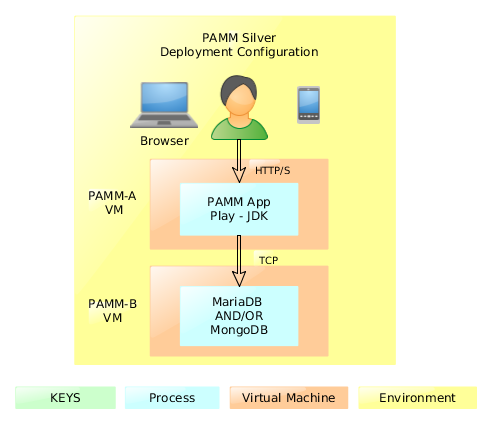 PAMM Silver
Deployment Configuration
Browser
HTTP/S
PAMM-A
VM
PAMM App
Play - JDK
TCP
PAMM-B
VM
MariaDB
AND/OR
MongoDB
KEYS
Process
Virtual Machine
Environment